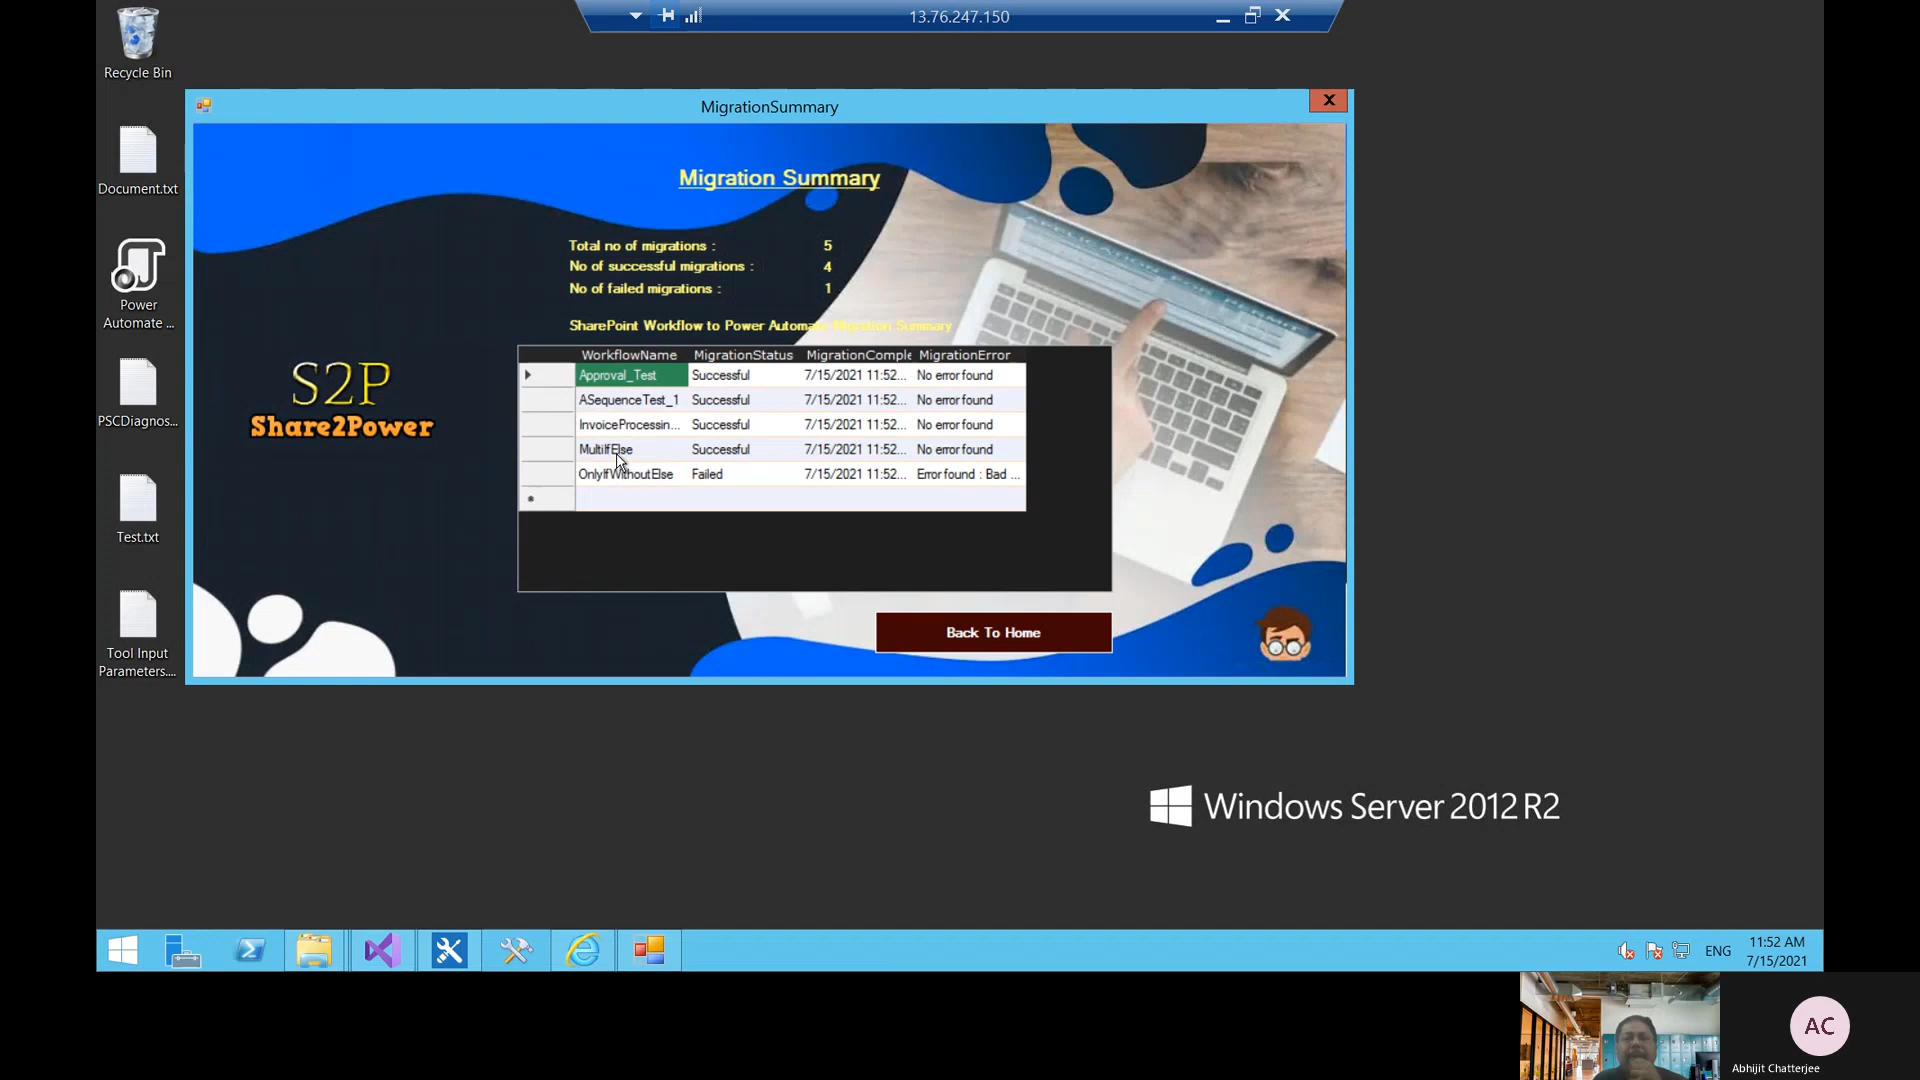 13.76.247.150
Recycle Bin
Document.txt
Power
Automate ...
PSCDiagnos...
Test.txt
Tool Input
Parameters....
MigrationSummary
Migration Summary
Total no of migrations : 5
No of successful migrations : 4
No of failed migrations : 1
SharePoint Workflow to Power Automate Migration Summary
S2P
Share2Power
WorkflowName MigrationStatus MigrationComple MigrationError
Approval_Test Successful 7/15/2021 11:52... No error found
ASequenceTest_1 Successful 7/15/2021 11:52... No error found
InvoiceProcessin... Successful 7/15/2021 11:52... No error found
MultiIfElse Successful 7/15/2021 11:52... No error found
OnlyIfWithoutElse Failed 7/15/2021 11:52... Error found : Bad ...
Back To Home
Windows Server 2012 R2
ENG
11:52 AM
7/15/2021
AC
Abhijit Chatterjee